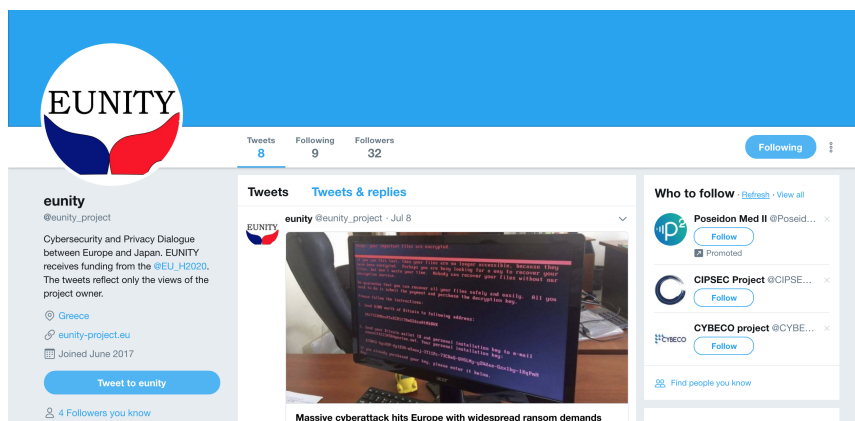 EUNITY
Tweets Following Followers
8 9 32
Following
eunity
@eunity_project
Cybersecurity and Privacy Dialogue
between Europe and Japan. EUNITY
receives funding from the @EU_H2020.
The tweets reflect only the views of the
project owner.
Greece
eunity-project.eu
Joined June 2017
Tweet to eunity
4 Followers you know
Tweets Tweets & replies
EUNITY
eunity @eunity_project · Jul 8
Massive cyberattack hits Europe with widespread ransom demands
Who to follow · Refresh · View all
Poseidon Med II @Poseid... ×
Follow
Promoted
CIPSEC Project @CIPSE... ×
Follow
CYBECO
CYBECO project @CYBE... ×
Follow
Find people you know